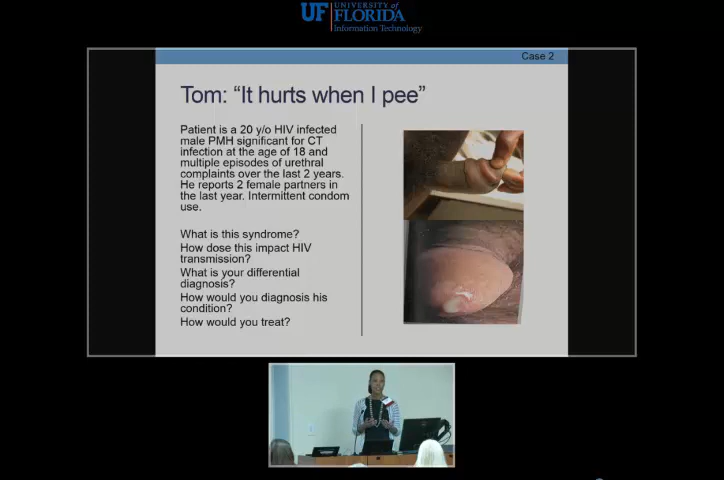 UF
UNIVERSITY of
FLORIDA
Information Technology
Case 2
Tom: “It hurts when I pee”
Patient is a 20 y/o HIV infected
male PMH significant for CT
infection at the age of 18 and
multiple episodes of urethral
complaints over the last 2 years.
He reports 2 female partners in
the last year. Intermittent condom
use.
What is this syndrome?
How dose this impact HIV
transmission?
What is your differential
diagnosis?
How would you diagnosis his
condition?
How would you treat?